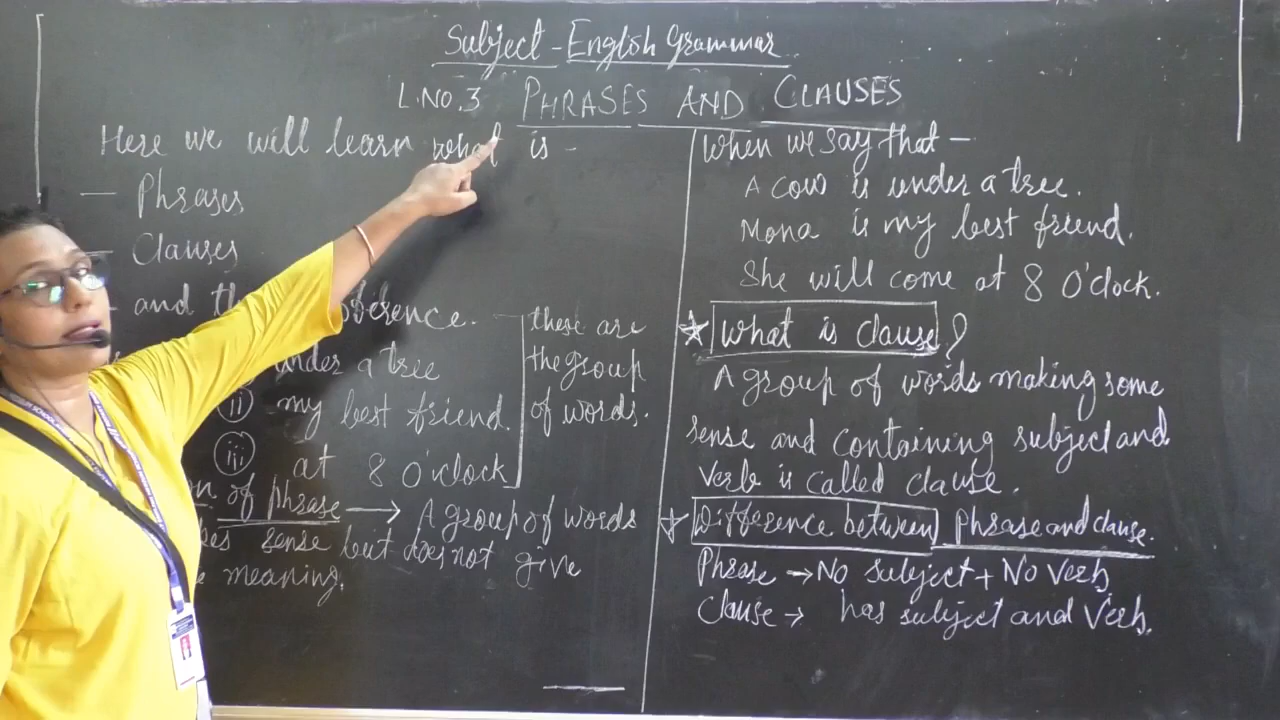 Subject - English Grammar
L.NO.3 PHRASES AND CLAUSES
Here we will learn what is -
— Phrases
— Clauses
and
under a tree
(ii) my best friend.
(iii) at 8 O'clock
these are
the group
of words.
of phrase → A group of words
sense but does not give
meaning.
When we say that —
A cow is under a tree.
Mona is my best friend.
She will come at 8 O'clock.
☆ What is clause?
A group of words making some
sense and containing subject and
verb is called clause.
☆ Difference between phrase and clause.
Phrase → No subject + No Verb
Clause → has subject and Verb.